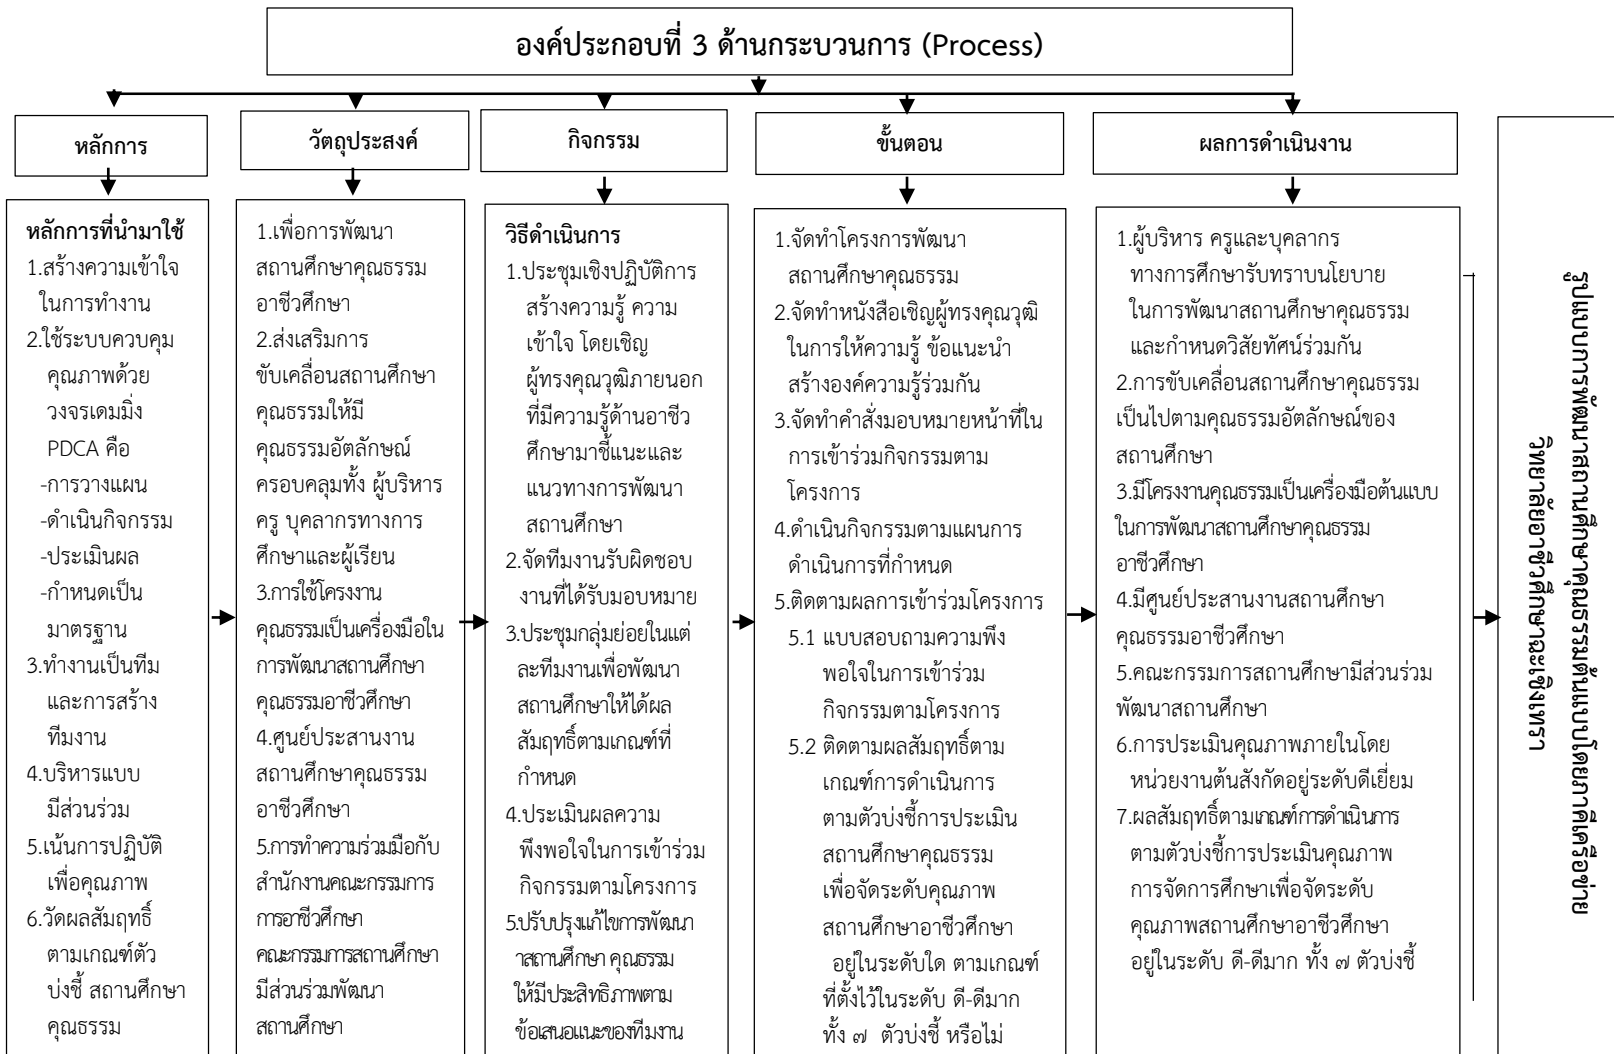 องค์ประกอบที่ 3 ด้านกระบวนการ (Process)
หลักการ
วัตถุประสงค์
กิจกรรม
ขั้นตอน
ผลการดำเนินงาน
หลักการที่นำมาใช้
1.สร้างความเข้าใจ
ในการทำงาน
2.ใช้ระบบควบคุม
คุณภาพด้วย
วงจรเดมมิ่ง
PDCA คือ
-การวางแผน
-ดำเนินกิจกรรม
-ประเมินผล
-กำหนดเป็น
มาตรฐาน
3.ทำงานเป็นทีม
และการสร้าง
ทีมงาน
4.บริหารแบบ
มีส่วนร่วม
5.เน้นการปฏิบัติ
เพื่อคุณภาพ
6.วัดผลสัมฤทธิ์
ตามเกณฑ์ตัว
บ่งชี้ สถานศึกษา
คุณธรรม
1.เพื่อการพัฒนา
สถานศึกษาคุณธรรม
อาชีวศึกษา
2.ส่งเสริมการ
ขับเคลื่อนสถานศึกษา
คุณธรรมให้มี
คุณธรรมอัตลักษณ์
ครอบคลุมทั้ง ผู้บริหาร
ครู บุคลากรทางการ
ศึกษาและผู้เรียน
3.การใช้โครงงาน
คุณธรรมเป็นเครื่องมือใน
การพัฒนาสถานศึกษา
คุณธรรมอาชีวศึกษา
4.ศูนย์ประสานงาน
สถานศึกษาคุณธรรม
อาชีวศึกษา
5.การทำความร่วมมือกับ
สำนักงานคณะกรรมการ
การอาชีวศึกษา
คณะกรรมการสถานศึกษา
มีส่วนร่วมพัฒนา
สถานศึกษา
วิธีดำเนินการ
1.ประชุมเชิงปฏิบัติการ
สร้างความรู้ ความ
เข้าใจ โดยเชิญ
ผู้ทรงคุณวุฒิภายนอก
ที่มีความรู้ด้านอาชีว
ศึกษามาชี้แนะและ
แนวทางการพัฒนา
สถานศึกษา
2.จัดทีมงานรับผิดชอบ
งานที่ได้รับมอบหมาย
3.ประชุมกลุ่มย่อยในแต่
ละทีมงานเพื่อพัฒนา
สถานศึกษาให้ได้ผล
สัมฤทธิ์ตามเกณฑ์ที่
กำหนด
4.ประเมินผลความ
พึงพอใจในการเข้าร่วม
กิจกรรมตามโครงการ
5.ปรับปรุงแก้ไขการพัฒนา
าสถานศึกษา คุณธรรม
ให้มีประสิทธิภาพตาม
ข้อเสนอแนะของทีมงาน
1.จัดทำโครงการพัฒนา
สถานศึกษาคุณธรรม
2.จัดทำหนังสือเชิญผู้ทรงคุณวุฒิ
ในการให้ความรู้ ข้อแนะนำ
สร้างองค์ความรู้ร่วมกัน
3.จัดทำคำสั่งมอบหมายหน้าที่ใน
การเข้าร่วมกิจกรรมตาม
โครงการ
4.ดำเนินกิจกรรมตามแผนการ
ดำเนินการที่กำหนด
5.ติดตามผลการเข้าร่วมโครงการ
5.1 แบบสอบถามความพึง
พอใจในการเข้าร่วม
กิจกรรมตามโครงการ
5.2 ติดตามผลสัมฤทธิ์ตาม
เกณฑ์การดำเนินการ
ตามตัวบ่งชี้การประเมิน
สถานศึกษาคุณธรรม
เพื่อจัดระดับคุณภาพ
สถานศึกษาอาชีวศึกษา
อยู่ในระดับใด ตามเกณฑ์
ที่ตั้งไว้ในระดับ ดี-ดีมาก
ทั้ง ๗ ตัวบ่งชี้ หรือไม่
1.ผู้บริหาร ครูและบุคลากร
ทางการศึกษารับทราบนโยบาย
ในการพัฒนาสถานศึกษาคุณธรรม
และกำหนดวิสัยทัศน์ร่วมกัน
2.การขับเคลื่อนสถานศึกษาคุณธรรม
เป็นไปตามคุณธรรมอัตลักษณ์ของ
สถานศึกษา
3.มีโครงงานคุณธรรมเป็นเครื่องมือต้นแบบ
ในการพัฒนาสถานศึกษาคุณธรรม
อาชีวศึกษา
4.มีศูนย์ประสานงานสถานศึกษา
คุณธรรมอาชีวศึกษา
5.คณะกรรมการสถานศึกษามีส่วนร่วม
พัฒนาสถานศึกษา
6.การประเมินคุณภาพภายในโดย
หน่วยงานต้นสังกัดอยู่ระดับดีเยี่ยม
7.ผลสัมฤทธิ์ตามเกณฑ์การดำเนินการ
ตามตัวบ่งชี้การประเมินคุณภาพ
การจัดการศึกษาเพื่อจัดระดับ
คุณภาพสถานศึกษาอาชีวศึกษา
อยู่ในระดับ ดี-ดีมาก ทั้ง ๗ ตัวบ่งชี้
รูปแบบการพัฒนาสถานศึกษาคุณธรรมต้นแบบโดยภาคีเครือข่าย
วิทยาลัยอาชีวศึกษาฉะเชิงเทรา